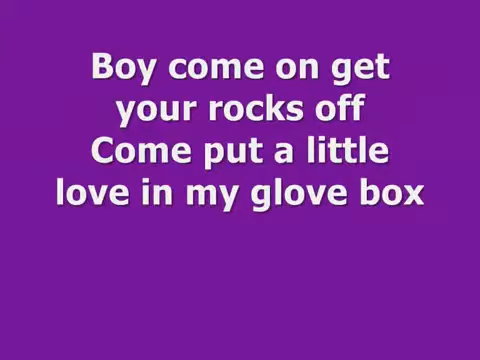 Boy come on get
your rocks off
Come put a little
love in my glove box